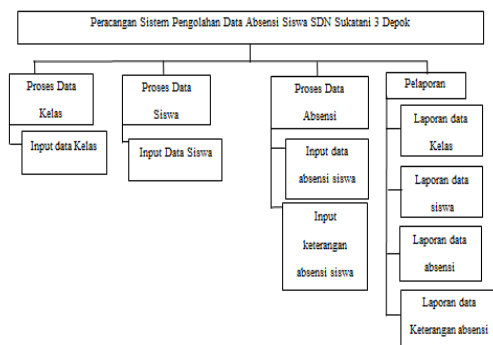 Peracangan Sistem Pengolahan Data Absensi Siswa SDN Sukatani 3 Depok
Proses Data
Kelas
Input data Kelas
Proses Data
Siswa
Input Data Siswa
Proses Data
Absensi
Input data
absensi siswa
Input
keterangan
absensi siswa
Pelaporan
Laporan data
Kelas
Laporan data
siswa
Laporan data
absensi
Laporan data
Keterangan absensi